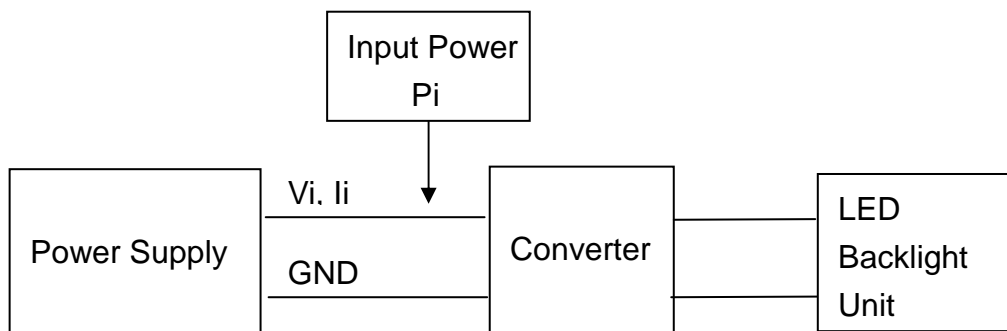 Input Power
Pi
Vi, Ii
Power Supply
GND
Converter
LED
Backlight
Unit